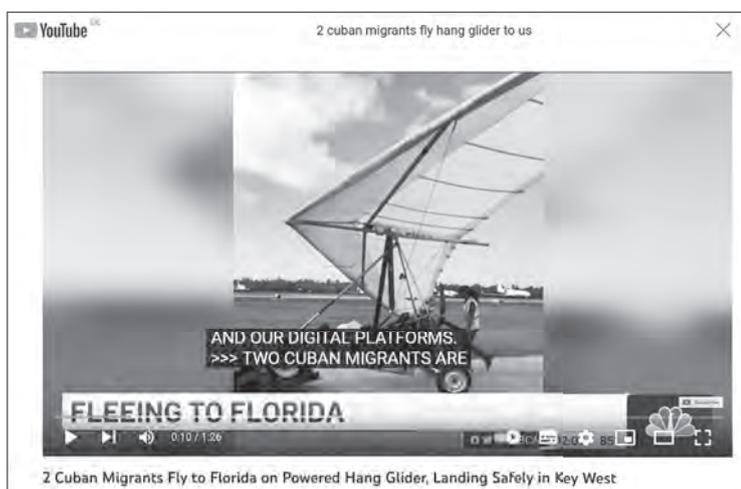 YouTube
2 cuban migrants fly hang glider to us
AND OUR DIGITAL PLATFORMS.
>>> TWO CUBAN MIGRANTS ARE
FLEEING TO FLORIDA
0:10 / 1:26
2 Cuban Migrants Fly to Florida on Powered Hang Glider, Landing Safely in Key West